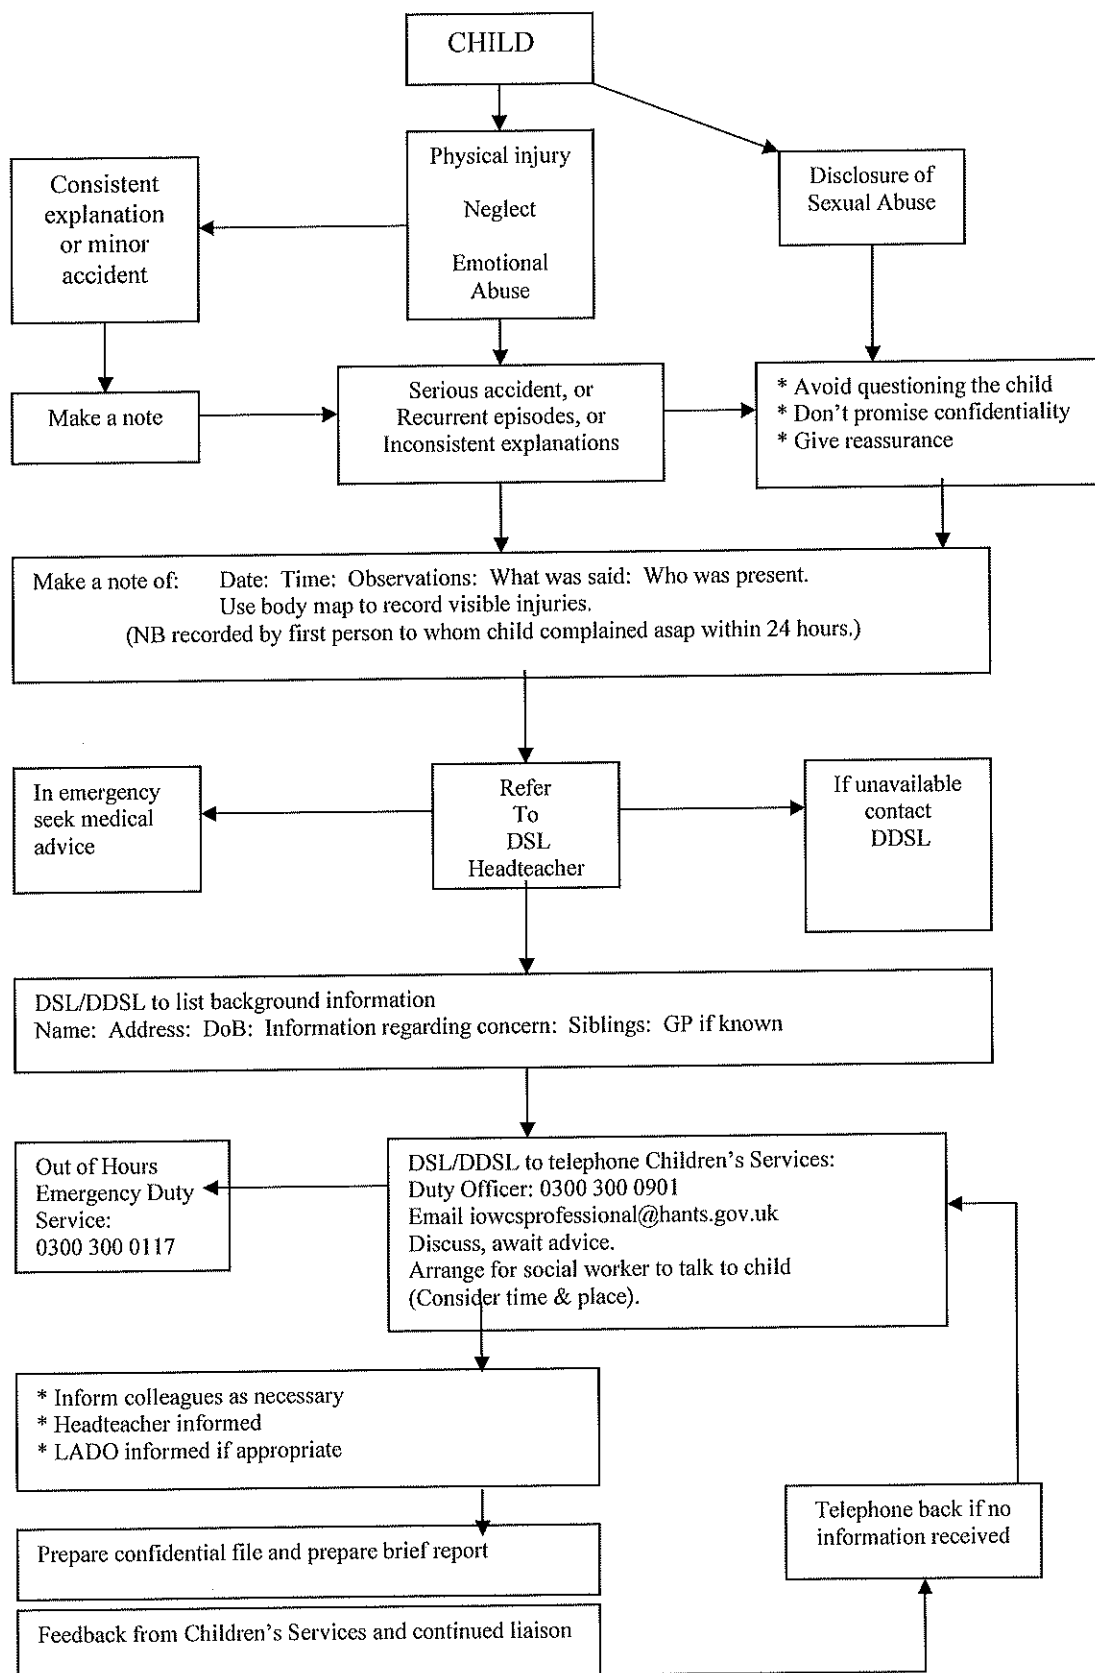 CHILD
Physical injury
Neglect
Emotional
Abuse
Disclosure of
Sexual Abuse
Consistent
explanation
or minor
accident
Make a note
Serious accident, or
Recurrent episodes, or
Inconsistent explanations
* Avoid questioning the child
* Don't promise confidentiality
* Give reassurance
Make a note of: Date: Time: Observations: What was said: Who was present.
Use body map to record visible injuries.
(NB recorded by first person to whom child complained asap within 24 hours.)
In emergency
seek medical
advice
Refer
To
DSL
Headteacher
If unavailable
contact
DDSL
DSL/DDSL to list background information
Name: Address: DoB: Information regarding concern: Siblings: GP if known
Out of Hours
Emergency Duty
Service:
0300 300 0117
DSL/DDSL to telephone Children's Services:
Duty Officer: 0300 300 0901
Email iowcsprofessional@hants.gov.uk
Discuss, await advice.
Arrange for social worker to talk to child
(Consider time & place).
* Inform colleagues as necessary
* Headteacher informed
* LADO informed if appropriate
Telephone back if no
information received
Prepare confidential file and prepare brief report
Feedback from Children's Services and continued liaison